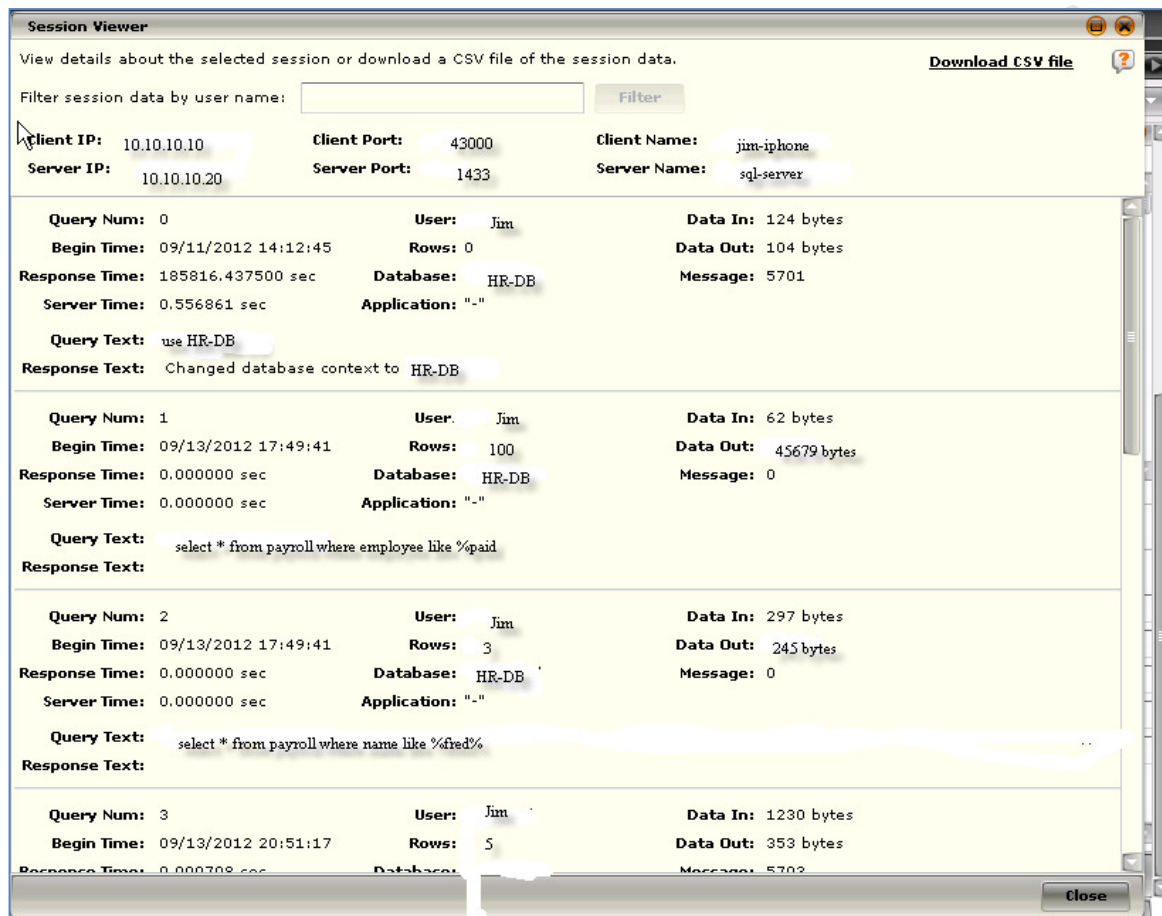 Session Viewer
View details about the selected session or download a CSV file of the session data.
Download CSV file
Filter session data by user name:
Filter
Client IP: 10.10.10.10 Client Port: 43000 Client Name: jim-iphone
Server IP: 10.10.10.20 Server Port: 1433 Server Name: sql-server
Query Num: 0 User: Jim Data In: 124 bytes
Begin Time: 09/11/2012 14:12:45 Rows: 0 Data Out: 104 bytes
Response Time: 185816.437500 sec Database: HR-DB Message: 5701
Server Time: 0.556861 sec Application: "-"
Query Text: use HR-DB
Response Text: Changed database context to HR-DB
Query Num: 1 User. Jim Data In: 62 bytes
Begin Time: 09/13/2012 17:49:41 Rows: 100 Data Out: 45679 bytes
Response Time: 0.000000 sec Database: HR-DB Message: 0
Server Time: 0.000000 sec Application: "-"
Query Text: select * from payroll where employee like %paid
Response Text:
Query Num: 2 User: Jim Data In: 297 bytes
Begin Time: 09/13/2012 17:49:41 Rows: 3 Data Out: 245 bytes
Response Time: 0.000000 sec Database: HR-DB Message: 0
Server Time: 0.000000 sec Application: "-"
Query Text: select * from payroll where name like %fred%
Response Text:
Query Num: 3 User: Jim Data In: 1230 bytes
Begin Time: 09/13/2012 20:51:17 Rows: 5 Data Out: 353 bytes
Response Time: 0.000708 sec Database: Message: 5703
Close